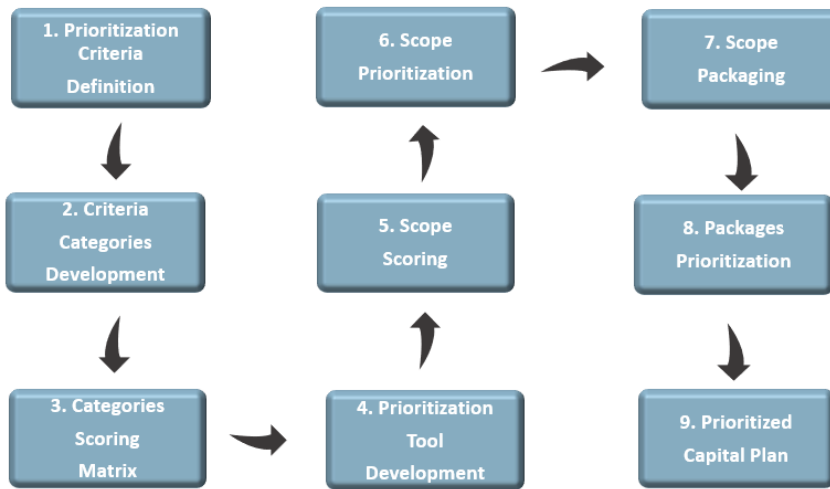 1. Prioritization
Criteria
Definition
2. Criteria
Categories
Development
3. Categories
Scoring
Matrix
4. Prioritization
Tool
Development
5. Scope
Scoring
6. Scope
Prioritization
7. Scope
Packaging
8. Packages
Prioritization
9. Prioritized
Capital Plan